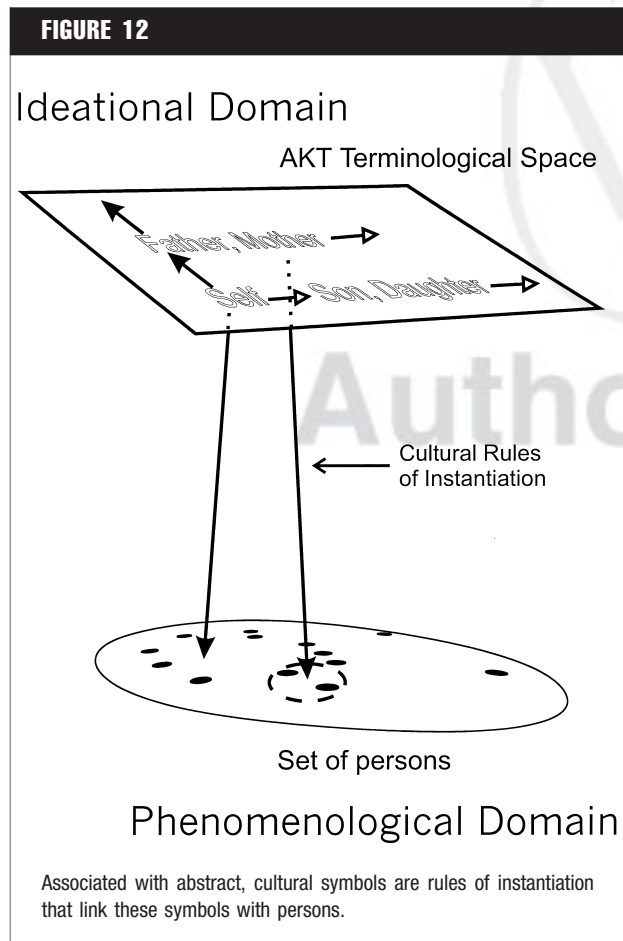 FIGURE 12
Ideational Domain
AKT Terminological Space
Father, Mother
Self
Son, Daughter
Cultural Rules
of Instantiation
Set of persons
Phenomenological Domain
Associated with abstract, cultural symbols are rules of instantiation
that link these symbols with persons.